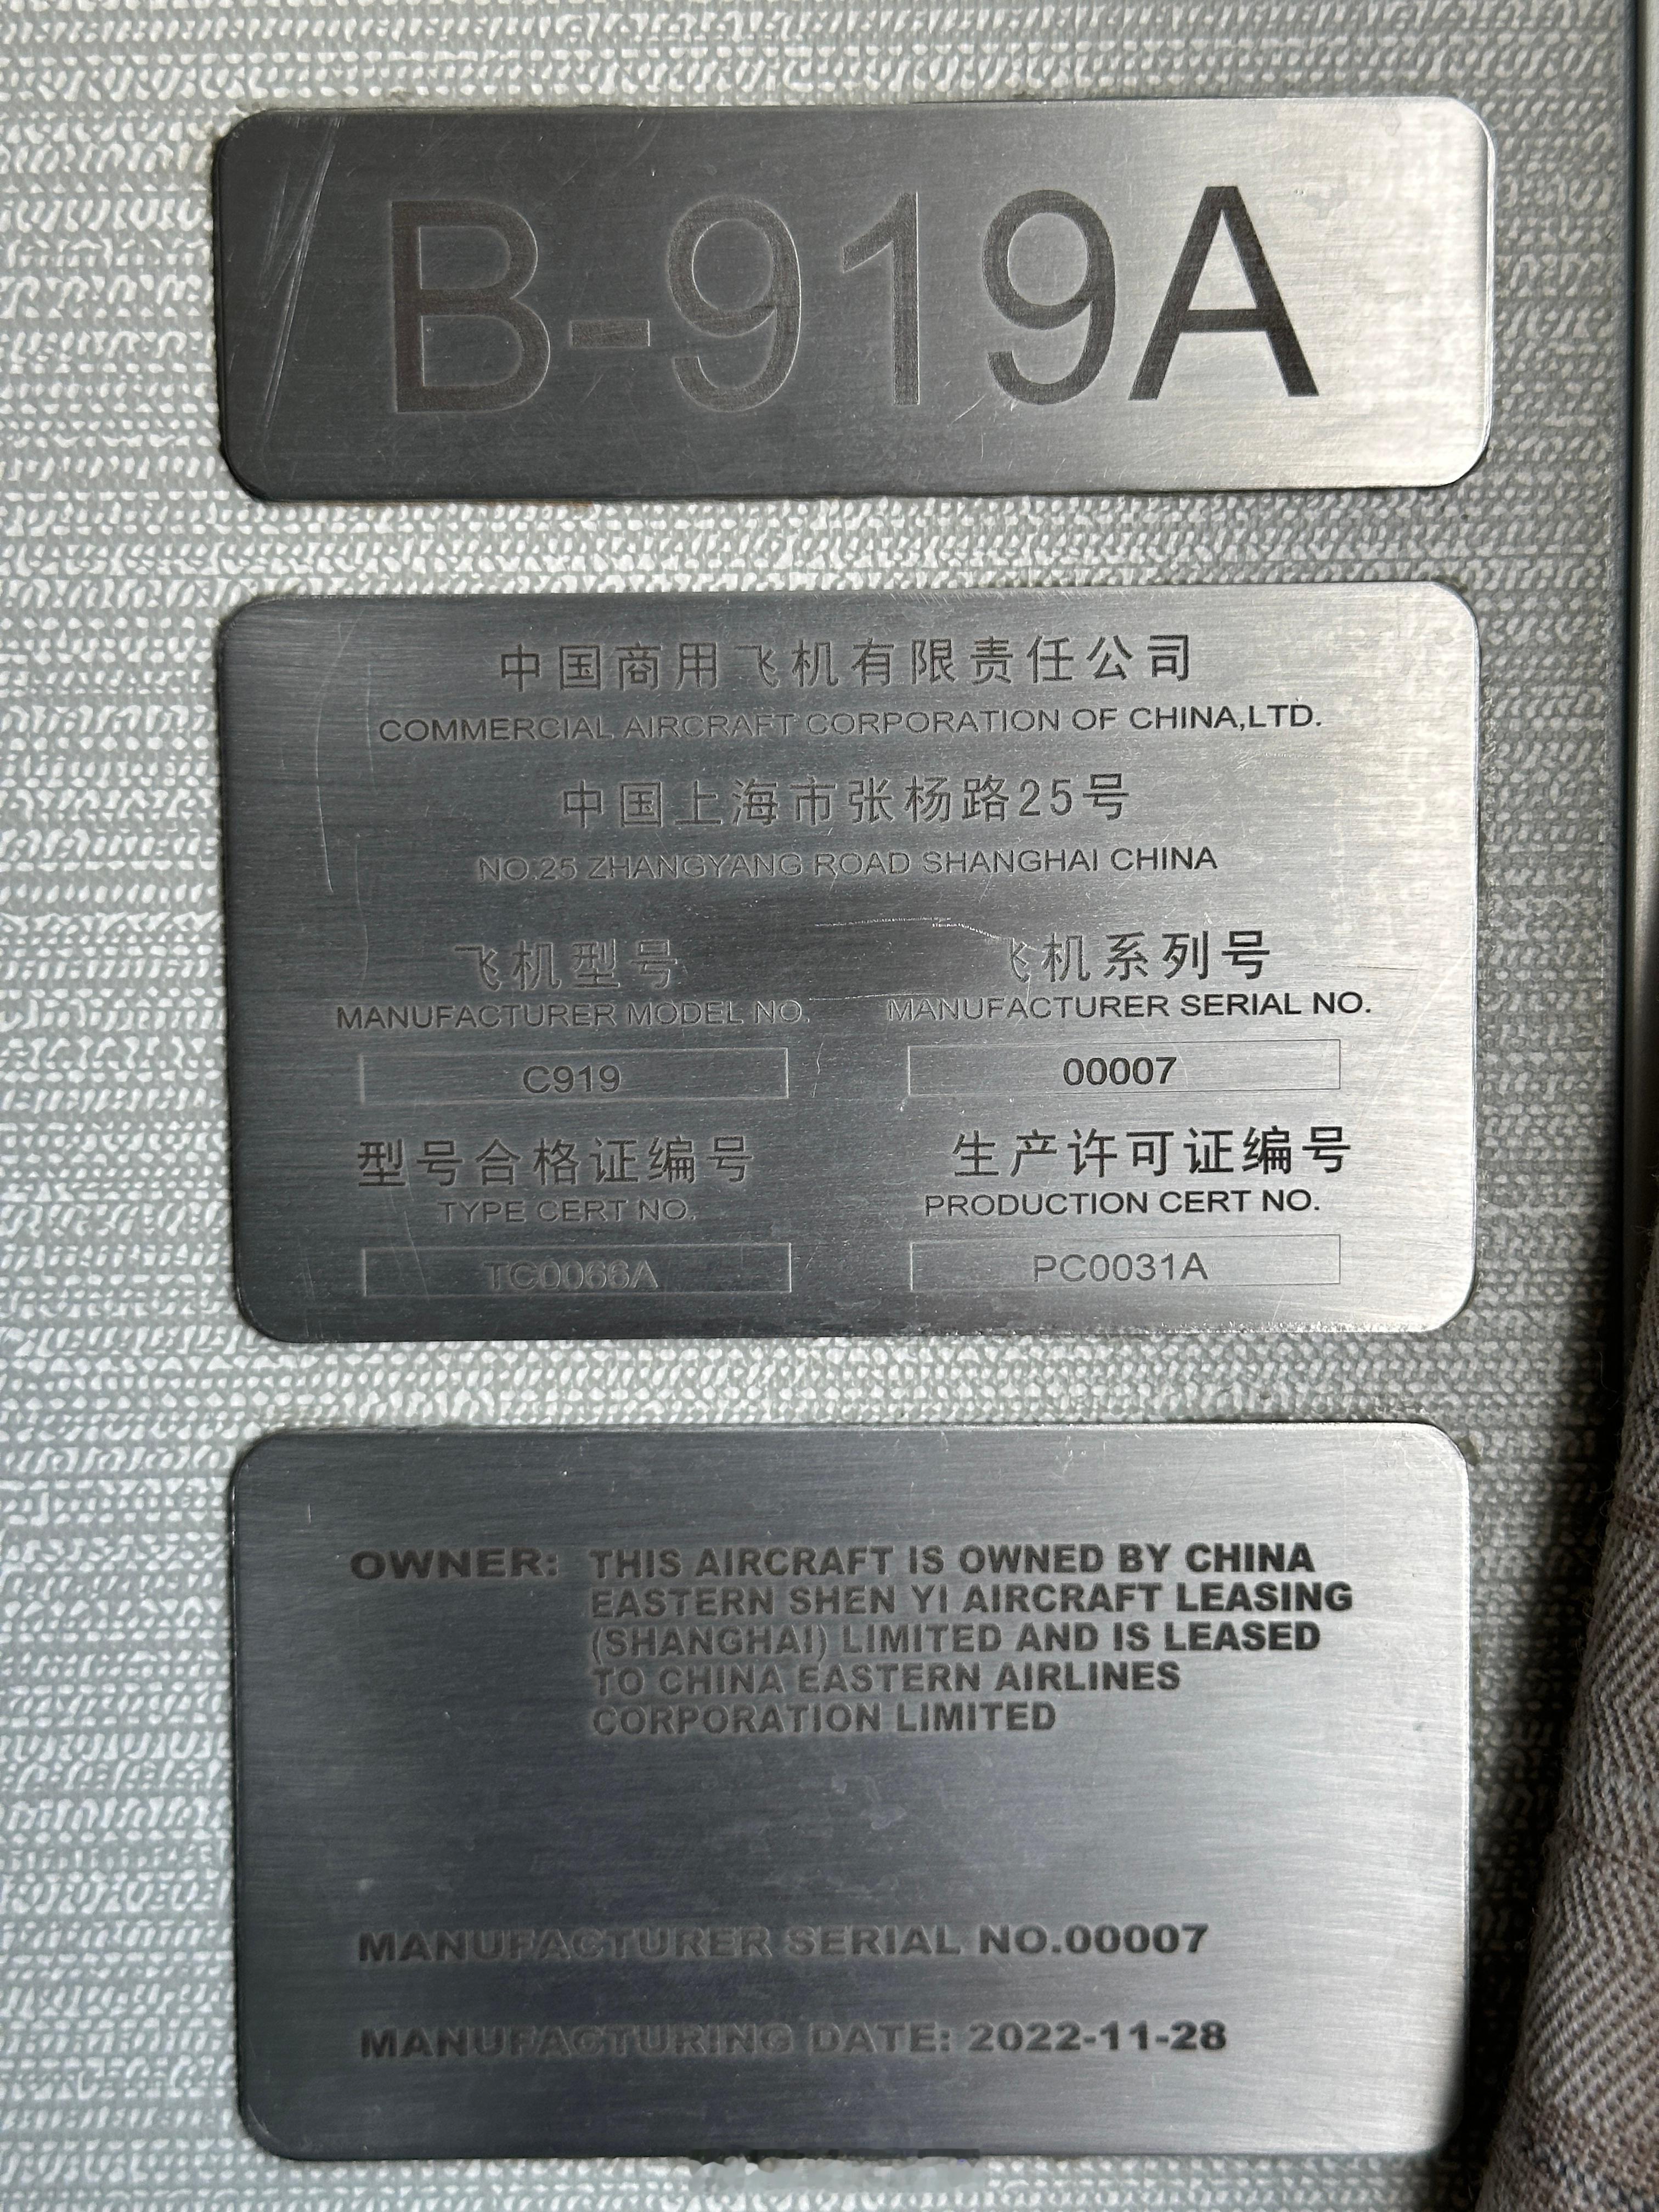 B-919A
中国商用飞机有限责任公司
COMMERCIAL AIRCRAFT CORPORATION OF CHINA,LTD.
中国上海市张杨路25号
NO.25 ZHANGYANG ROAD SHANGHAI CHINA
飞机型号 飞机系列号
MANUFACTURER MODEL NO. MANUFACTURER SERIAL NO.
C919 00007
型号合格证编号 生产许可证编号
TYPE CERT NO. PRODUCTION CERT NO.
TC0066A PC0031A
OWNER: THIS AIRCRAFT IS OWNED BY CHINA
EASTERN SHEN YI AIRCRAFT LEASING
(SHANGHAI) LIMITED AND IS LEASED
TO CHINA EASTERN AIRLINES
CORPORATION LIMITED
MANUFACTURER SERIAL NO.00007
MANUFACTURING DATE: 2022-11-28